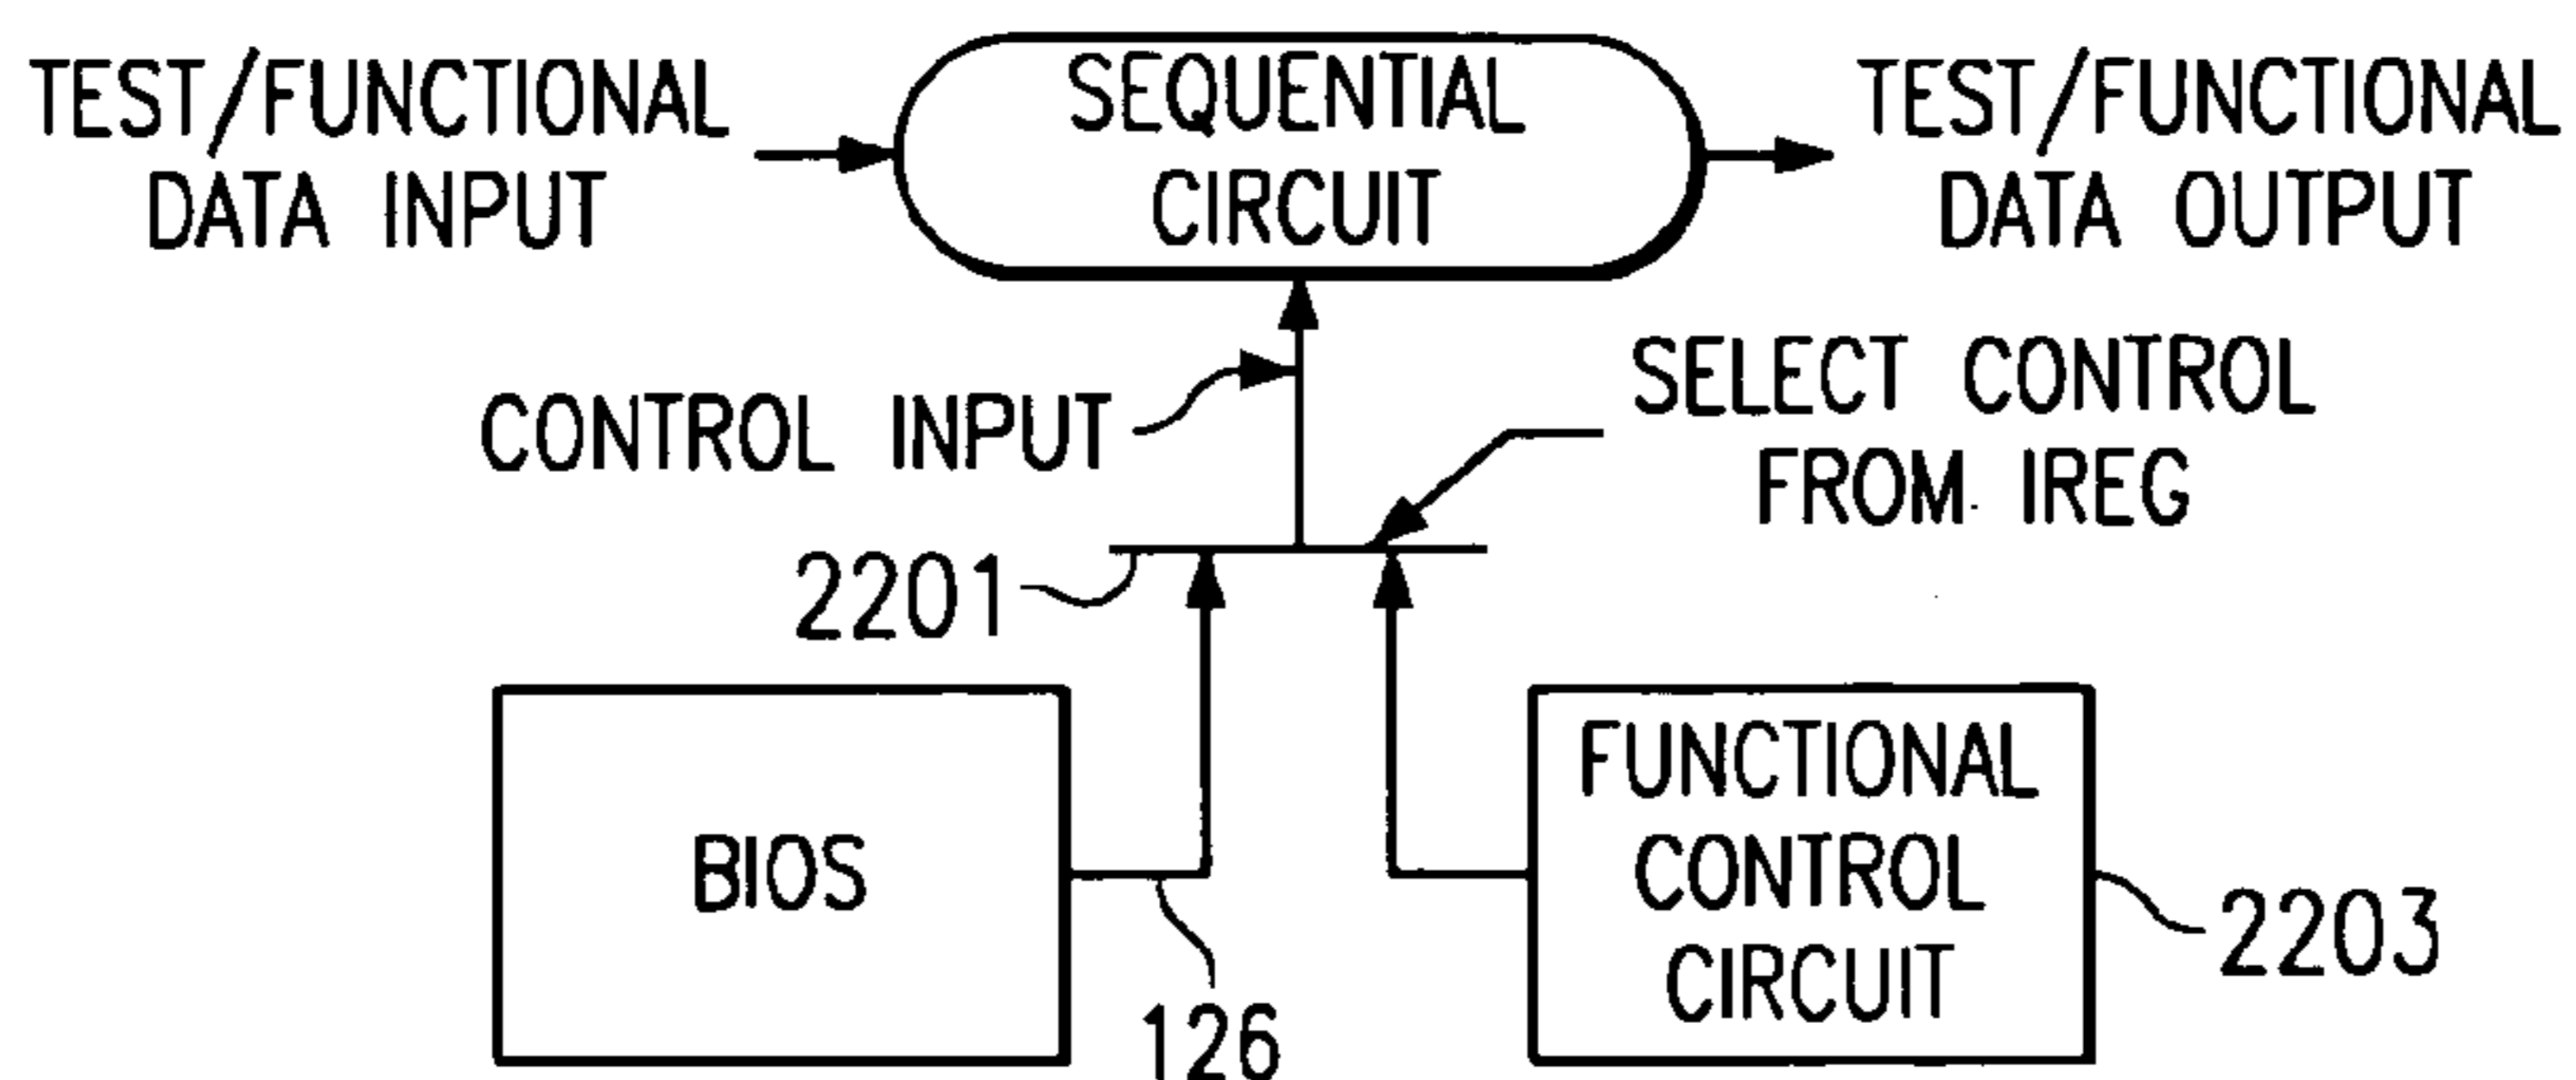 TEST/FUNCTIONAL
DATA INPUT
SEQUENTIAL
CIRCUIT
TEST/FUNCTIONAL
DATA OUTPUT
CONTROL INPUT
SELECT CONTROL
FROM IREG
2201
BIOS
126
FUNCTIONAL
CONTROL
CIRCUIT
2203